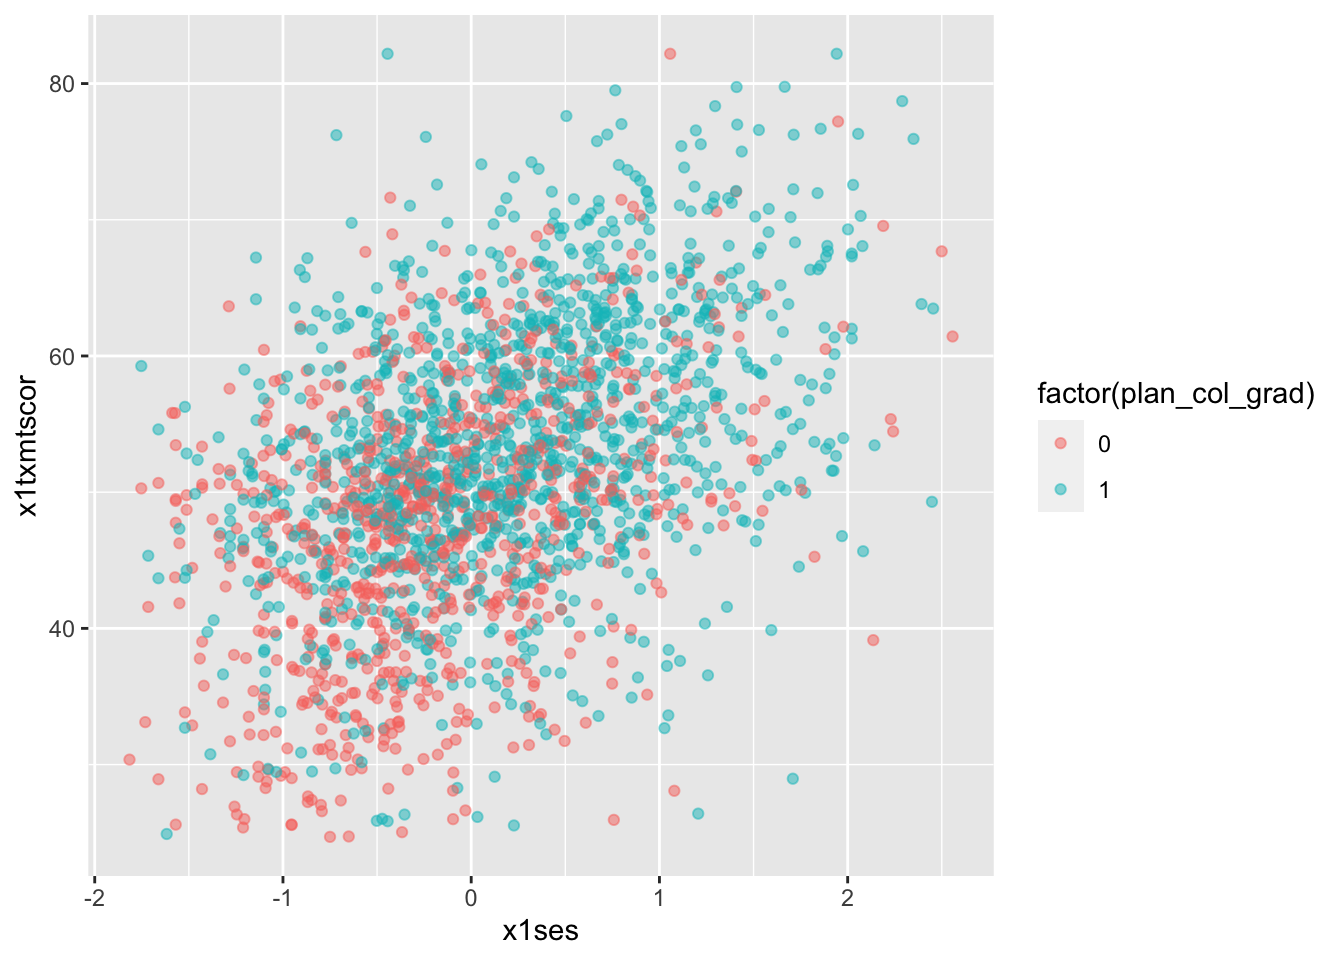 80
60
40
x1txmtscor
-2 -1 0 1 2
x1ses
factor(plan_col_grad)
0
1